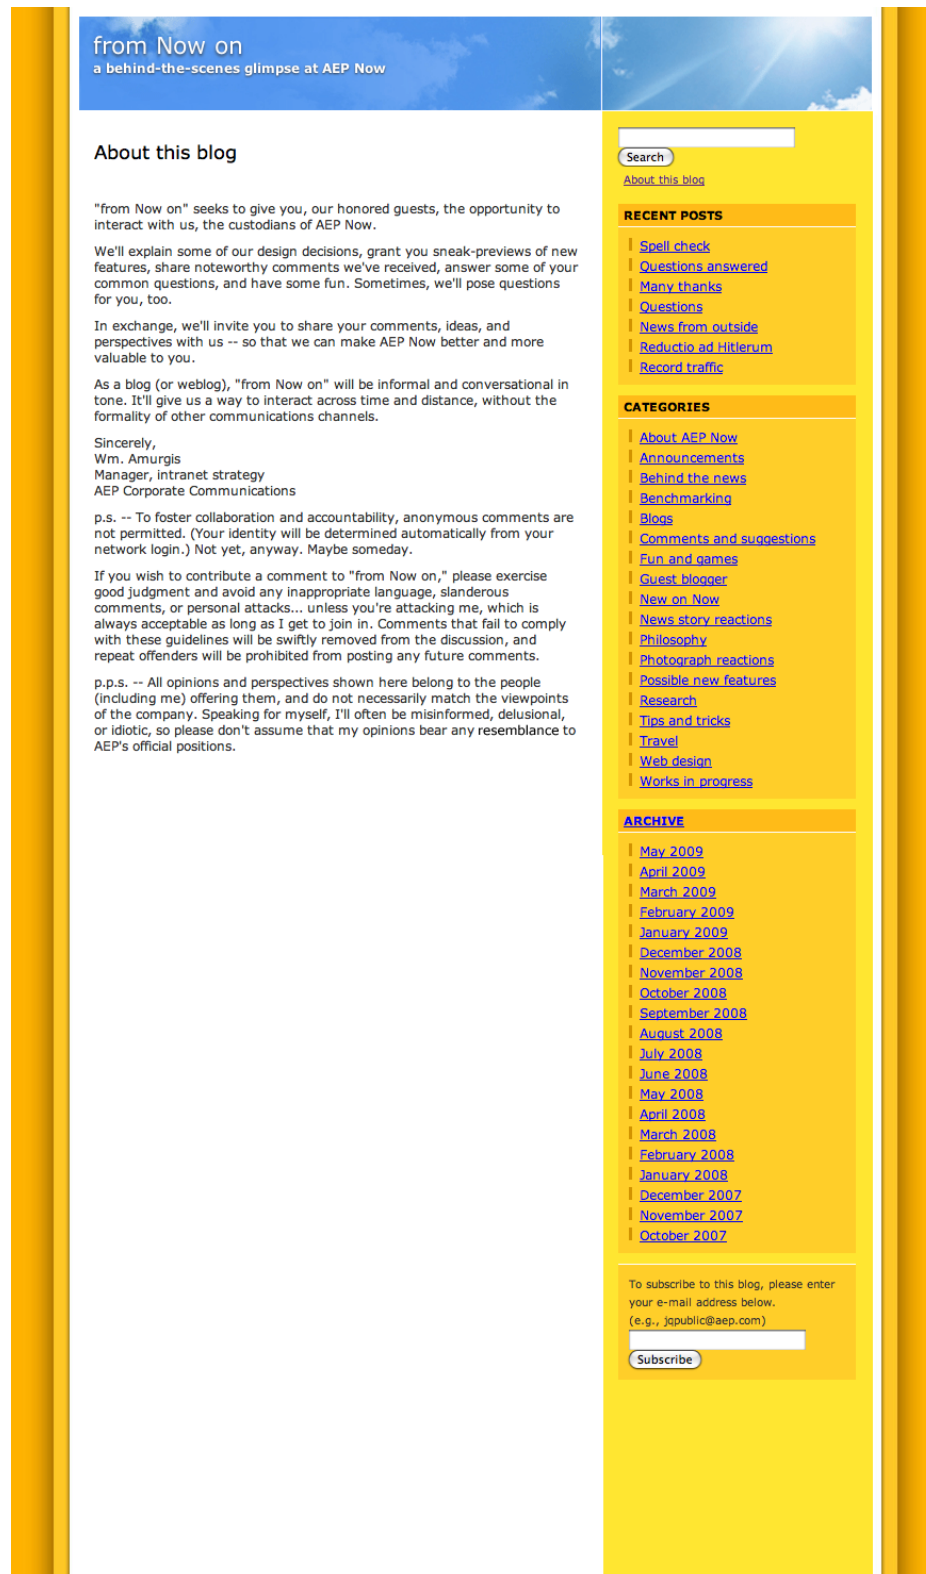 from Now on
a behind-the-scenes glimpse at AEP Now
About this blog
"from Now on" seeks to give you, our honored guests, the opportunity to
interact with us, the custodians of AEP Now.
We'll explain some of our design decisions, grant you sneak-previews of new
features, share noteworthy comments we've received, answer some of your
common questions, and have some fun. Sometimes, we'll pose questions
for you, too.
In exchange, we'll invite you to share your comments, ideas, and
perspectives with us -- so that we can make AEP Now better and more
valuable to you.
As a blog (or weblog), "from Now on" will be informal and conversational in
tone. It'll give us a way to interact across time and distance, without the
formality of other communications channels.
Sincerely,
Wm. Amurgis
Manager, intranet strategy
AEP Corporate Communications
p.s. -- To foster collaboration and accountability, anonymous comments are
not permitted. (Your identity will be determined automatically from your
network login.) Not yet, anyway. Maybe someday.
If you wish to contribute a comment to "from Now on," please exercise
good judgment and avoid any inappropriate language, slanderous
comments, or personal attacks... unless you're attacking me, which is
always acceptable as long as I get to join in. Comments that fail to comply
with these guidelines will be swiftly removed from the discussion, and
repeat offenders will be prohibited from posting any future comments.
p.p.s. -- All opinions and perspectives shown here belong to the people
(including me) offering them, and do not necessarily match the viewpoints
of the company. Speaking for myself, I'll often be misinformed, delusional,
or idiotic, so please don't assume that my opinions bear any resemblance to
AEP's official positions.
Search
About this blog
RECENT POSTS
Spell check
Questions answered
Many thanks
Questions
News from outside
Reductio ad Hitlerum
Record traffic
CATEGORIES
About AEP Now
Announcements
Behind the news
Benchmarking
Blogs
Comments and suggestions
Fun and games
Guest blogger
New on Now
News story reactions
Philosophy
Photograph reactions
Possible new features
Research
Tips and tricks
Travel
Web design
Works in progress
ARCHIVE
May 2009
April 2009
March 2009
February 2009
January 2009
December 2008
November 2008
October 2008
September 2008
August 2008
July 2008
June 2008
May 2008
April 2008
March 2008
February 2008
January 2008
December 2007
November 2007
October 2007
To subscribe to this blog, please enter
your e-mail address below.
(e.g., jqpublic@aep.com)
Subscribe